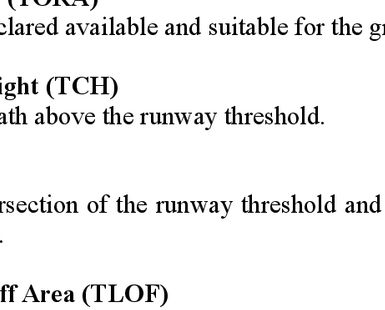 (TORA)
clared available and suitable for the gr
ight (TCH)
ath above the runway threshold.
rsection of the runway threshold and
.
ff Area (TLOF)